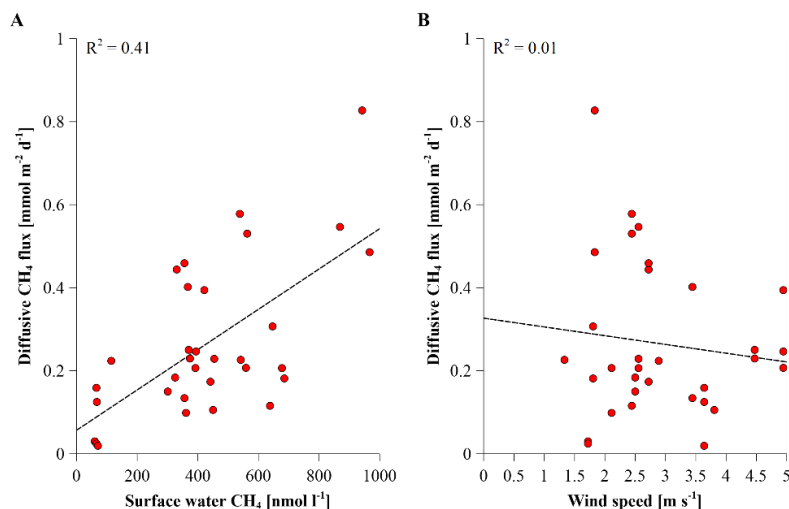 A
R² = 0.41
1
0.8
0.6
0.4
0.2
0
0 200 400 600 800 1000
Surface water CH₄ [nmol l⁻¹]
Diffusive CH₄ flux [mmol m⁻² d⁻¹]
B
R² = 0.01
1
0.8
0.6
0.4
0.2
0
0 0.5 1 1.5 2 2.5 3 3.5 4 4.5 5
Wind speed [m s⁻¹]
Diffusive CH₄ flux [mmol m⁻² d⁻¹]